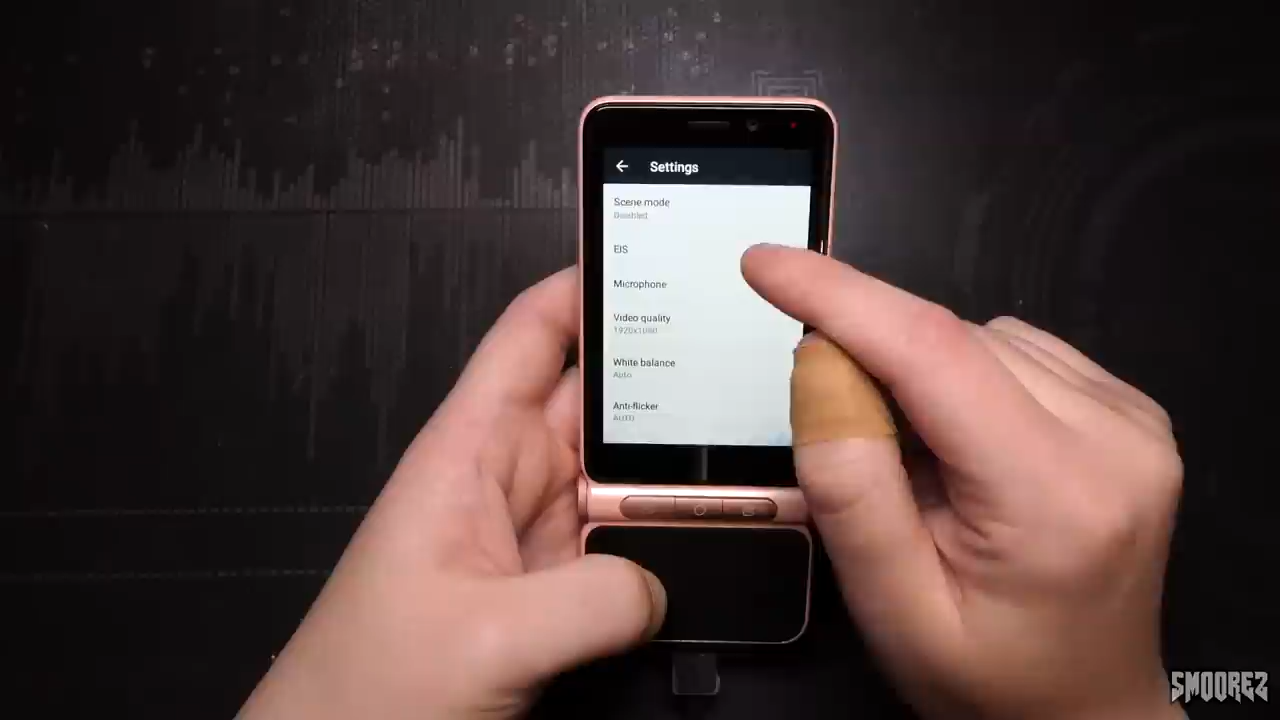 Settings
Scene mode
Disabled
EIS
Microphone
Video quality
1920x1080
White balance
Auto
Anti-flicker
AUTO
SMOOREZ